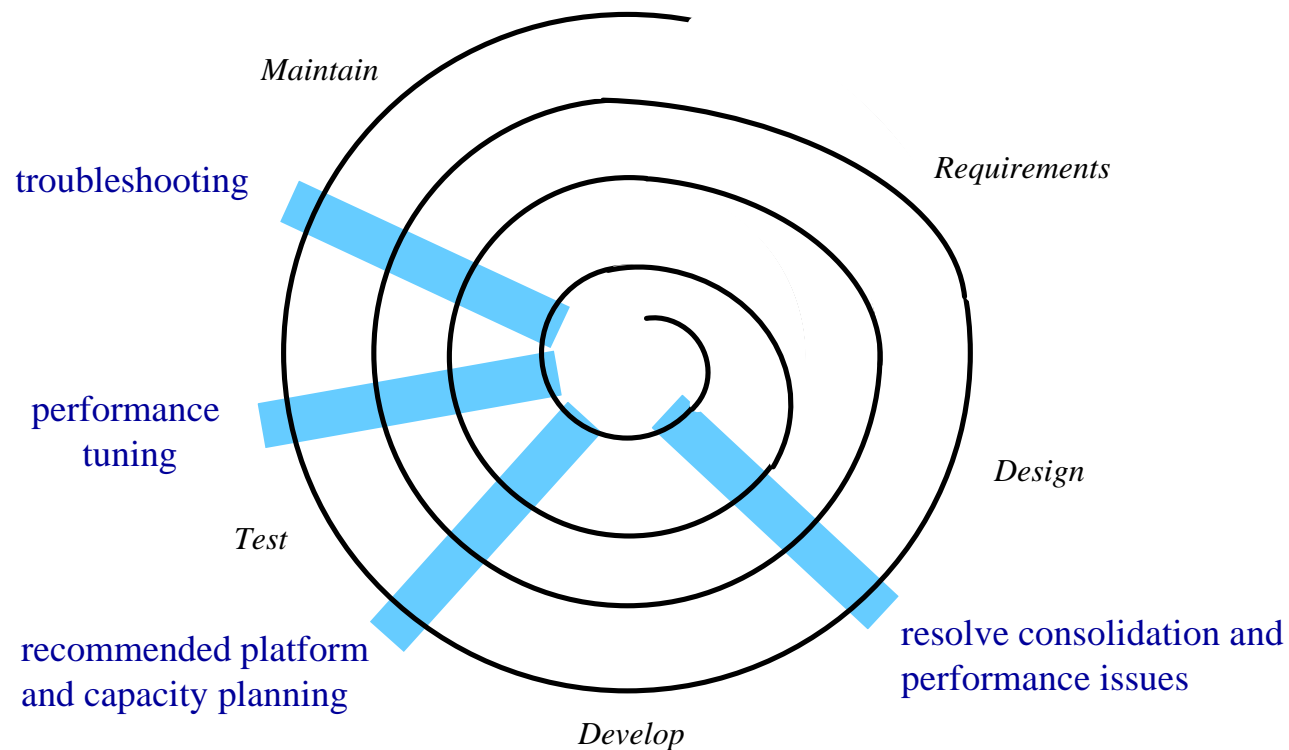 Maintain
Requirements
troubleshooting
performance
tuning
Design
Test
resolve consolidation and
performance issues
recommended platform
and capacity planning
Develop